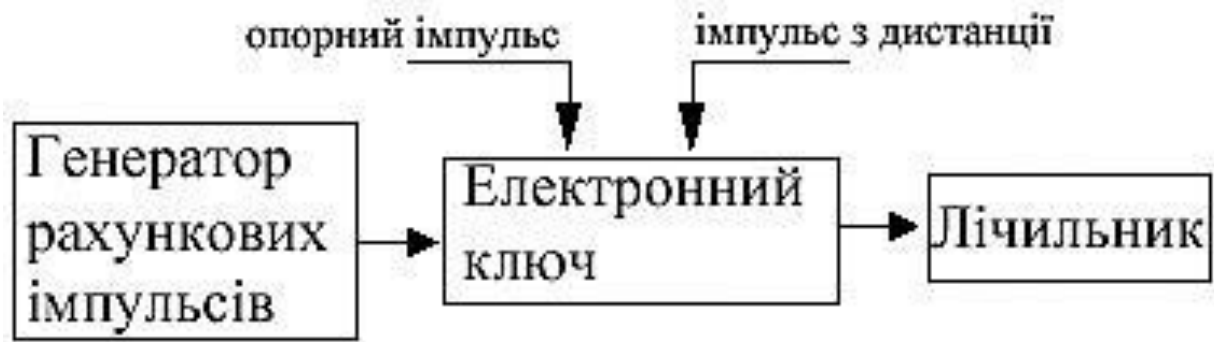 опорний імпульс
імпульс з дистанції
Генератор
рахункових
імпульсів
Електронний
ключ
Лічильник